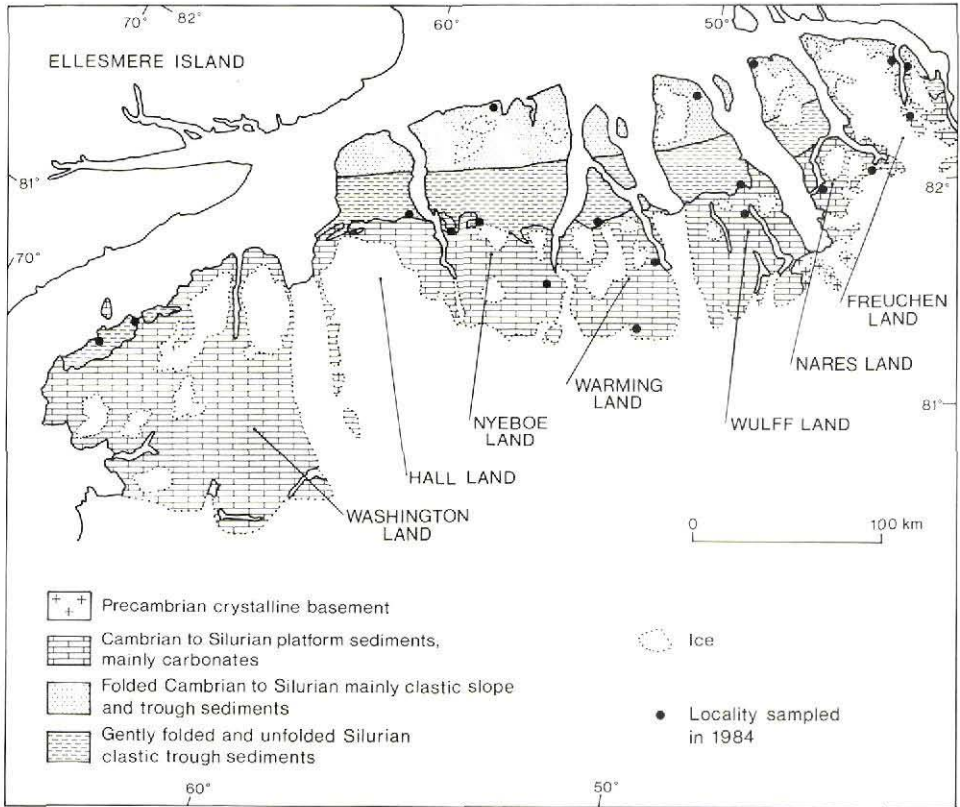 70°
82°
60°
50°
ELLESMERE ISLAND
81°
82°
70°
FREUCHEN
LAND
NARES LAND
81°
WARMING
LAND
WULFF LAND
NYEBOE
LAND
HALL LAND
WASHINGTON
LAND
0 100 km
Precambrian crystalline basement
Cambrian to Silurian platform sediments,
mainly carbonates
Ice
Folded Cambrian to Silurian mainly clastic slope
and trough sediments
Locality sampled
in 1984
Gently folded and unfolded Silurian
clastic trough sediments
60°
50°